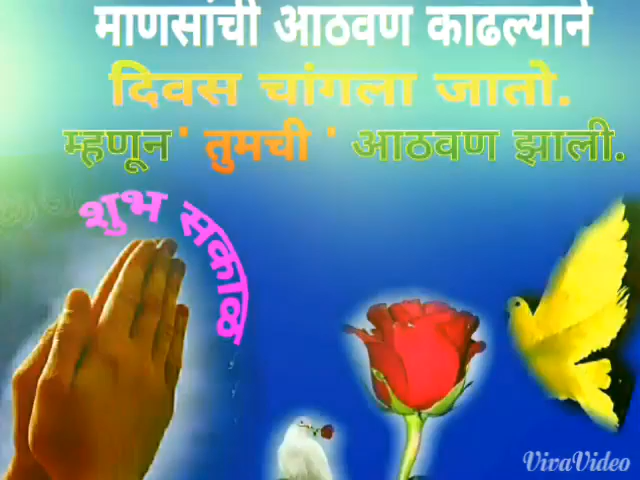 माणसांची आठवण काढल्याने
दिवस चांगला जातो.
म्हणून ' तुमची ' आठवण झाली.
शुभ सकाळ
VivaVideo